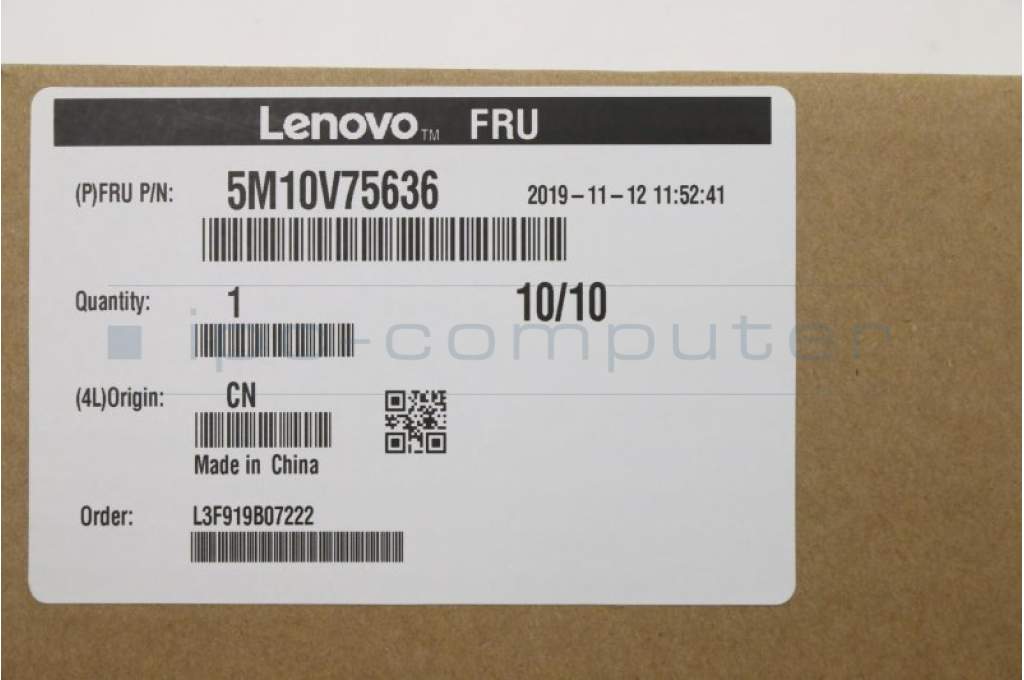 Lenovo™ FRU
(P)FRU P/N: 5M10V75636 2019-11-12 11:52:41
Quantity: 1 10/10
ipc-computer
(4L)Origin: CN
Made in China
Order: L3F919B07222